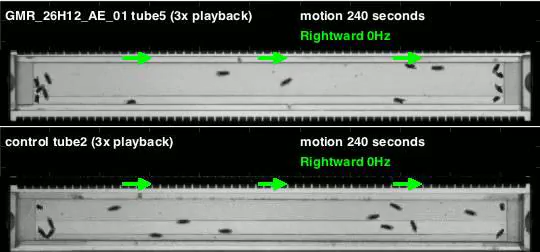 GMR_26H12_AE_01 tube5 (3x playback)
motion 240 seconds
Rightward 0Hz
control tube2 (3x playback)
motion 240 seconds
Rightward 0Hz